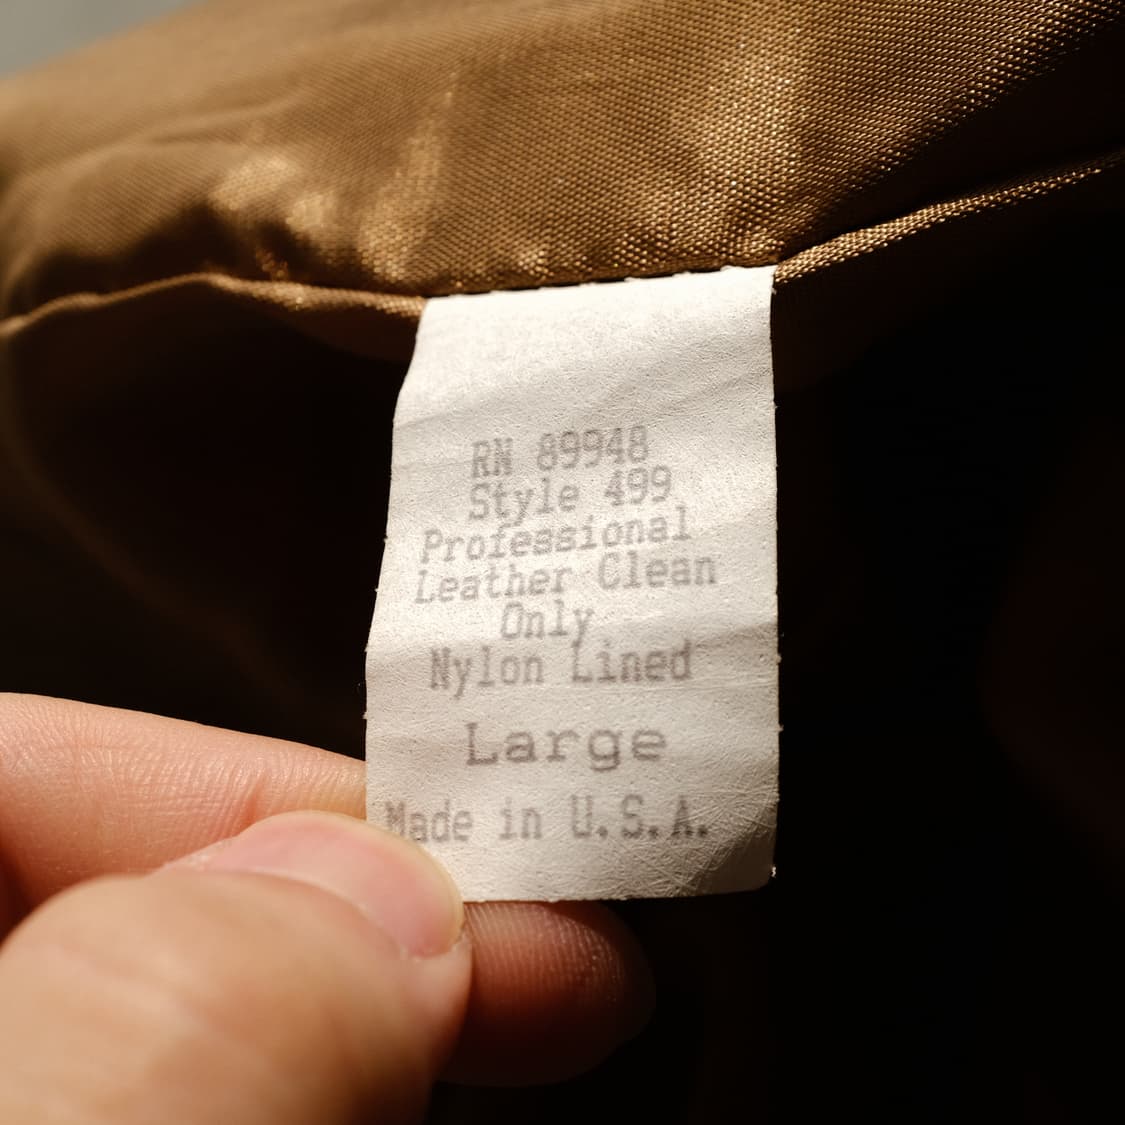 RN 89948
Style 499
Professional
Leather Clean
Only
Nylon Lined
Large
Made in U.S.A.